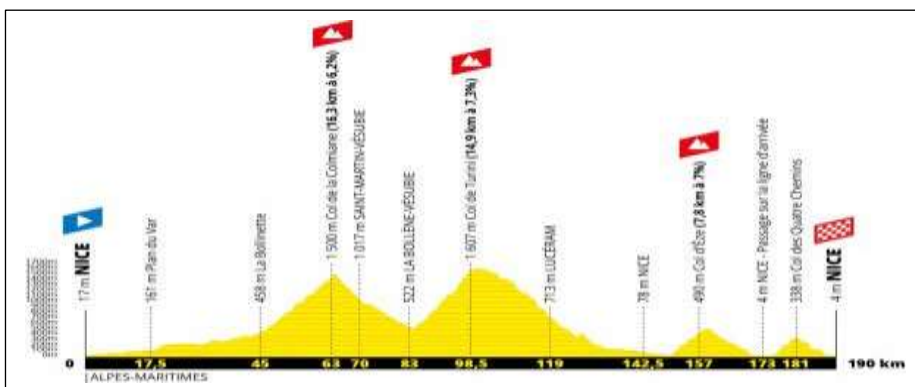 17 m NICE
161 m Plan du Var
458 m La Bollinette
1 500 m Col de la Colmiane (16,3 km à 6,2%)
1 017 m SAINT-MARTIN-VÉSUBIE
522 m LA BOLLÈNE-VÉSUBIE
1 607 m Col de Turini (14,9 km à 7,3%)
713 m LUCÉRAM
78 m NICE
490 m Col d'Èze (7,8 km à 7%)
4 m NICE - Passage sur la ligne d'arrivée
338 m Col des Quatre Chemins
4 m NICE
0 17,5 45 63 70 83 98,5 119 142,5 157 173 181 190 km
ALPES-MARITIMES